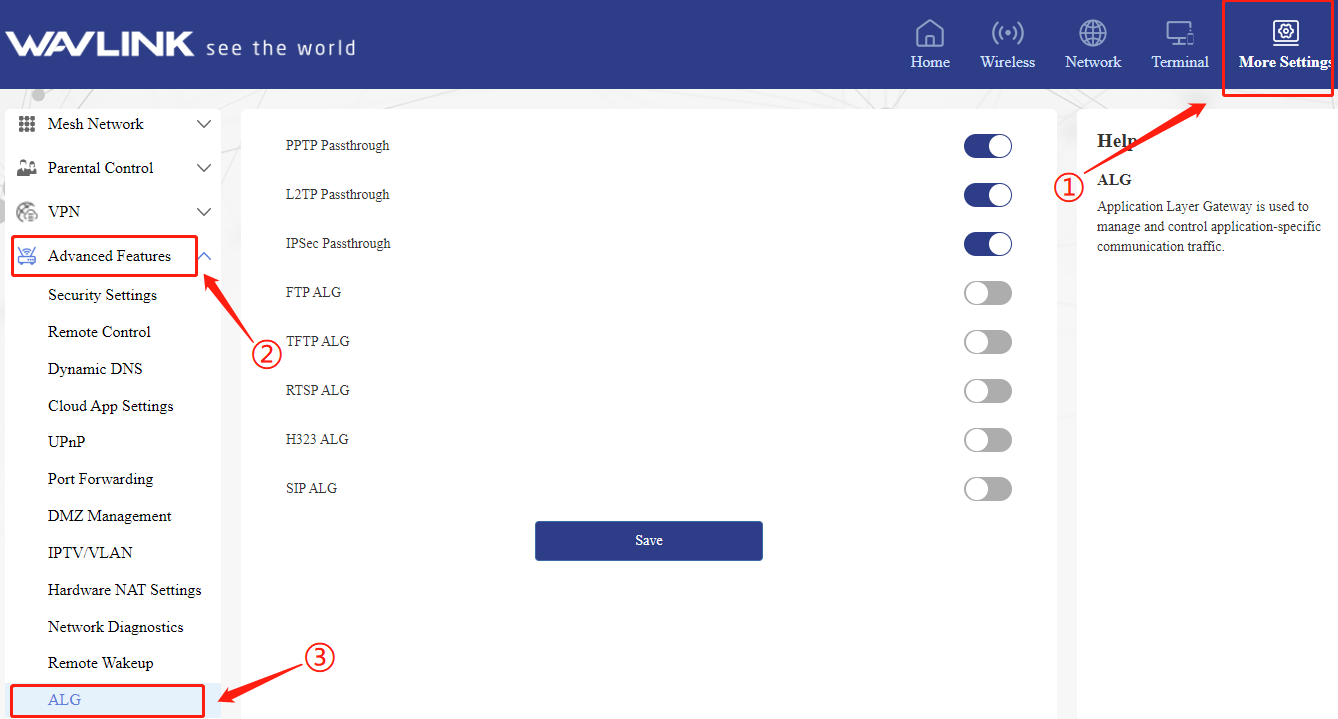 WAVLINK see the world
Home
Wireless
Network
Terminal
More Settings
Mesh Network
Parental Control
VPN
Advanced Features
Security Settings
Remote Control
Dynamic DNS
Cloud App Settings
UPnP
Port Forwarding
DMZ Management
IPTV/VLAN
Hardware NAT Settings
Network Diagnostics
Remote Wakeup
ALG
PPTP Passthrough
L2TP Passthrough
IPSec Passthrough
FTP ALG
TFTP ALG
RTSP ALG
H323 ALG
SIP ALG
Save
Help
ALG
Application Layer Gateway is used to
manage and control application-specific
communication traffic.
①
②
③